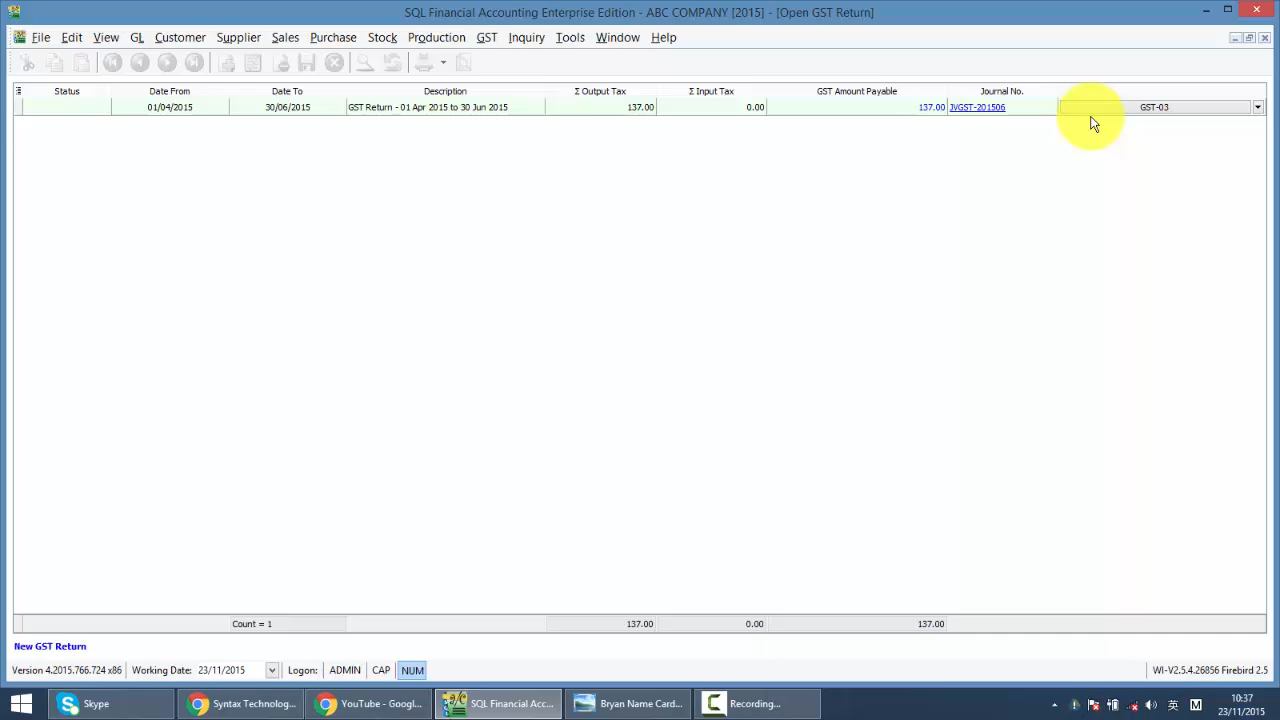 SQL Financial Accounting Enterprise Edition - ABC COMPANY [2015] - [Open GST Return]
File Edit View GL Customer Supplier Sales Purchase Stock Production GST Inquiry Tools Window Help
Status Date From Date To Description Σ Output Tax Σ Input Tax GST Amount Payable Journal No.
01/04/2015 30/06/2015 GST Return - 01 Apr 2015 to 30 Jun 2015 137.00 0.00 137.00 JVGST-201506 GST-03
Count = 1 137.00 0.00 137.00
New GST Return
Version 4.2015.766.724 x86 Working Date: 23/11/2015 Logon: ADMIN CAP NUM WI-V2.5.4.26856 Firebird 2.5
Skype Syntax Technolog... YouTube - Googl... SQL Financial Acc... Bryan Name Card... Recording... 英 M 10:37
23/11/2015